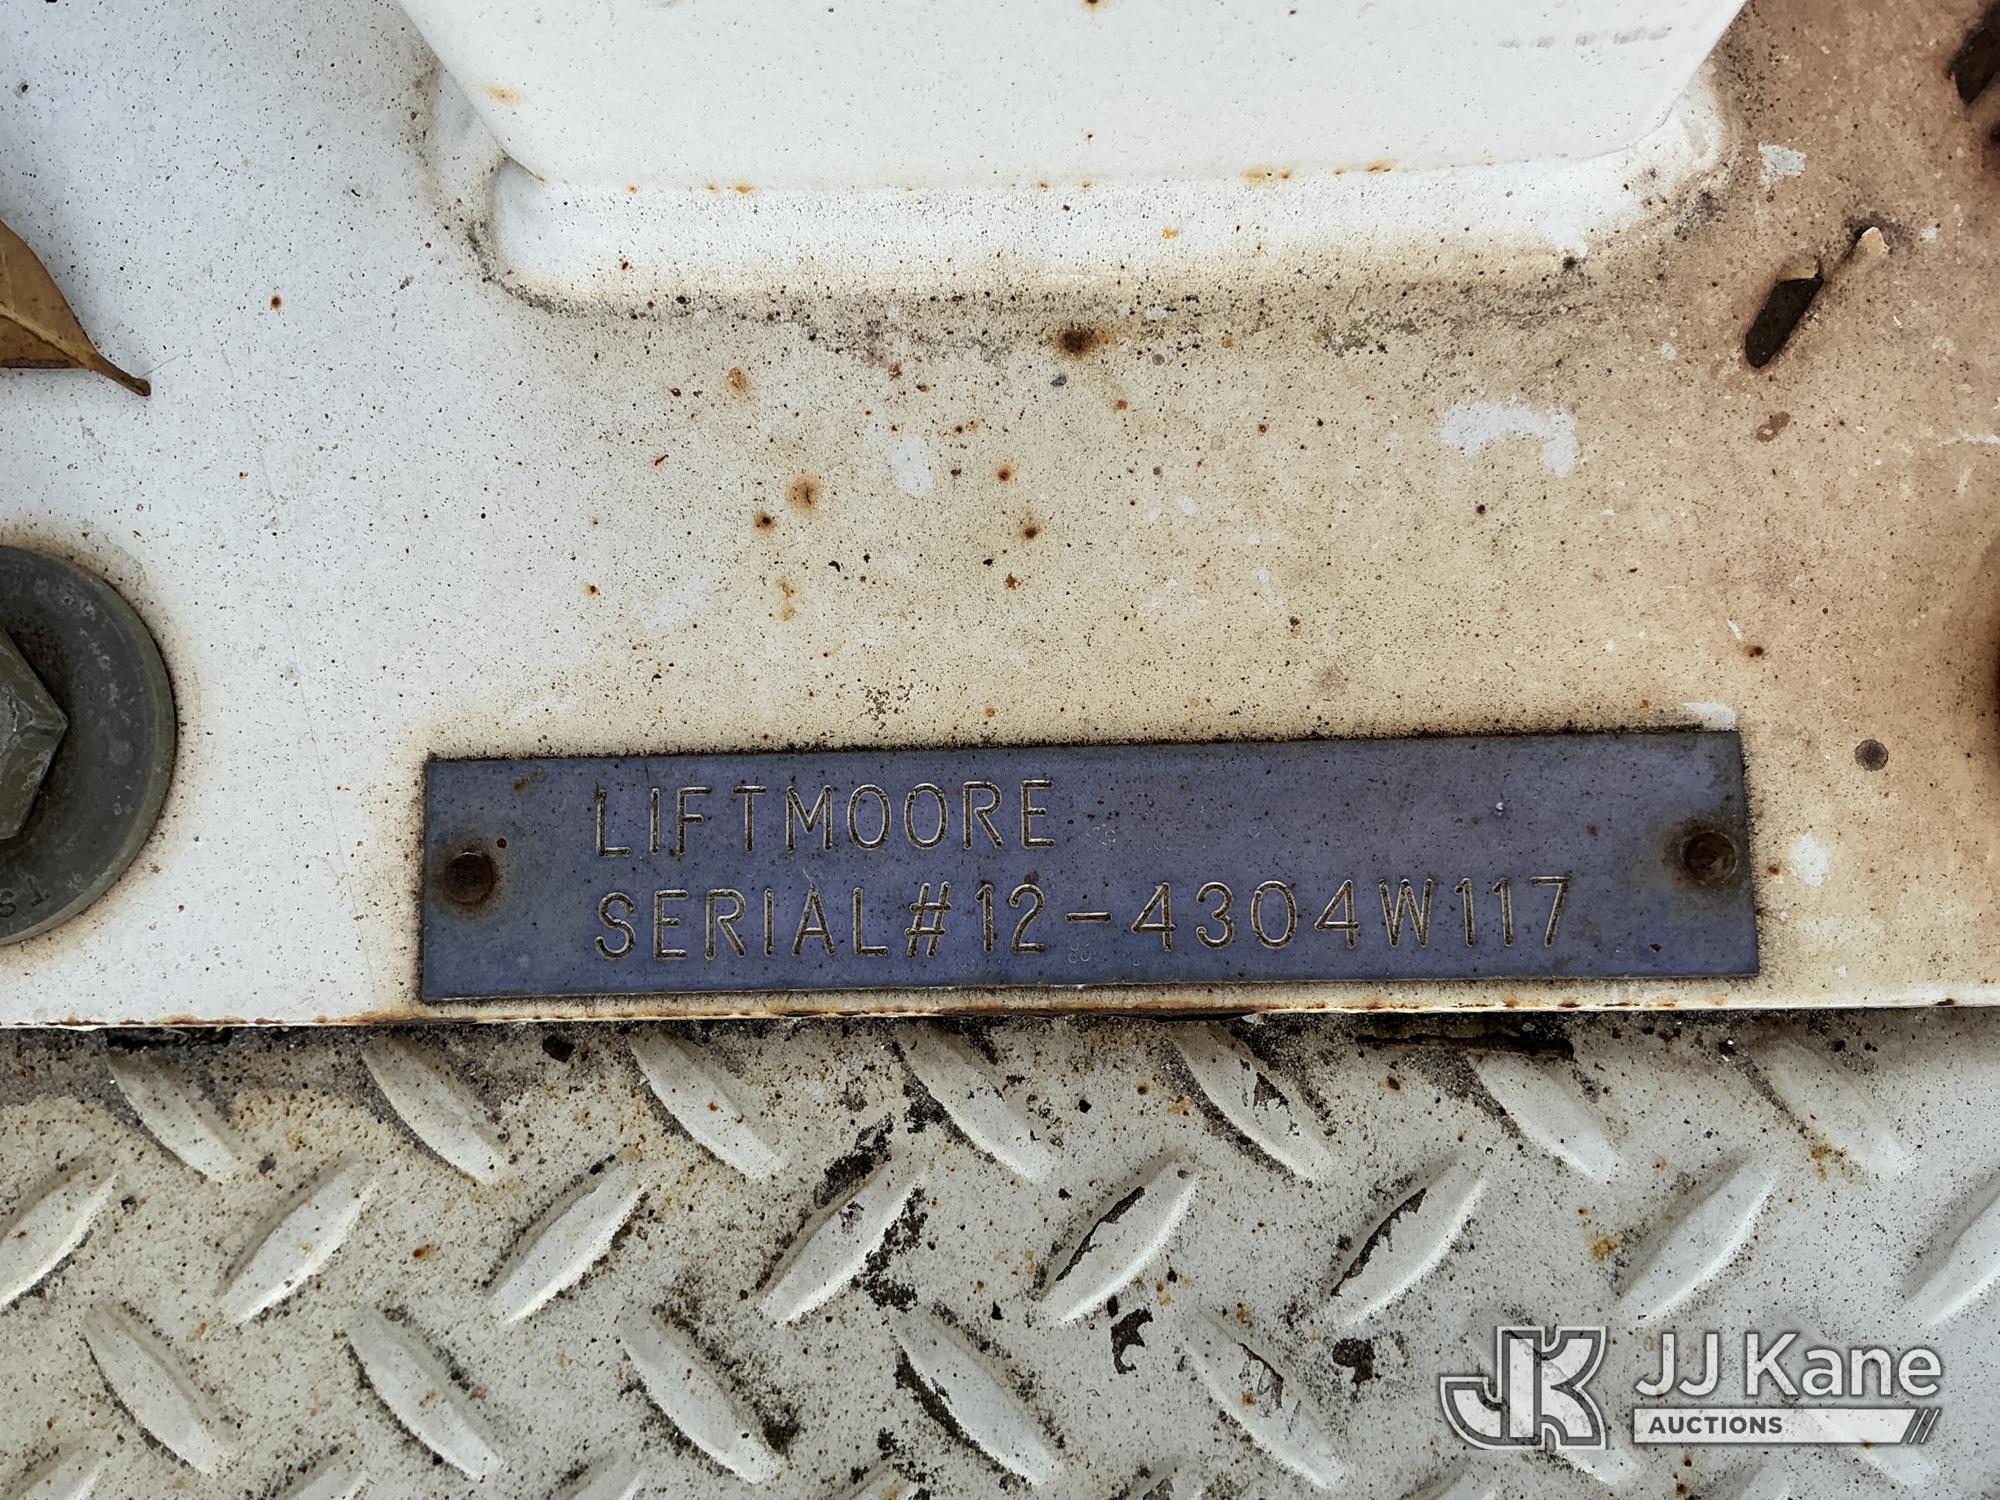 LIFTMOORE
SERIAL#12-4304W117
JJ Kane
AUCTIONS